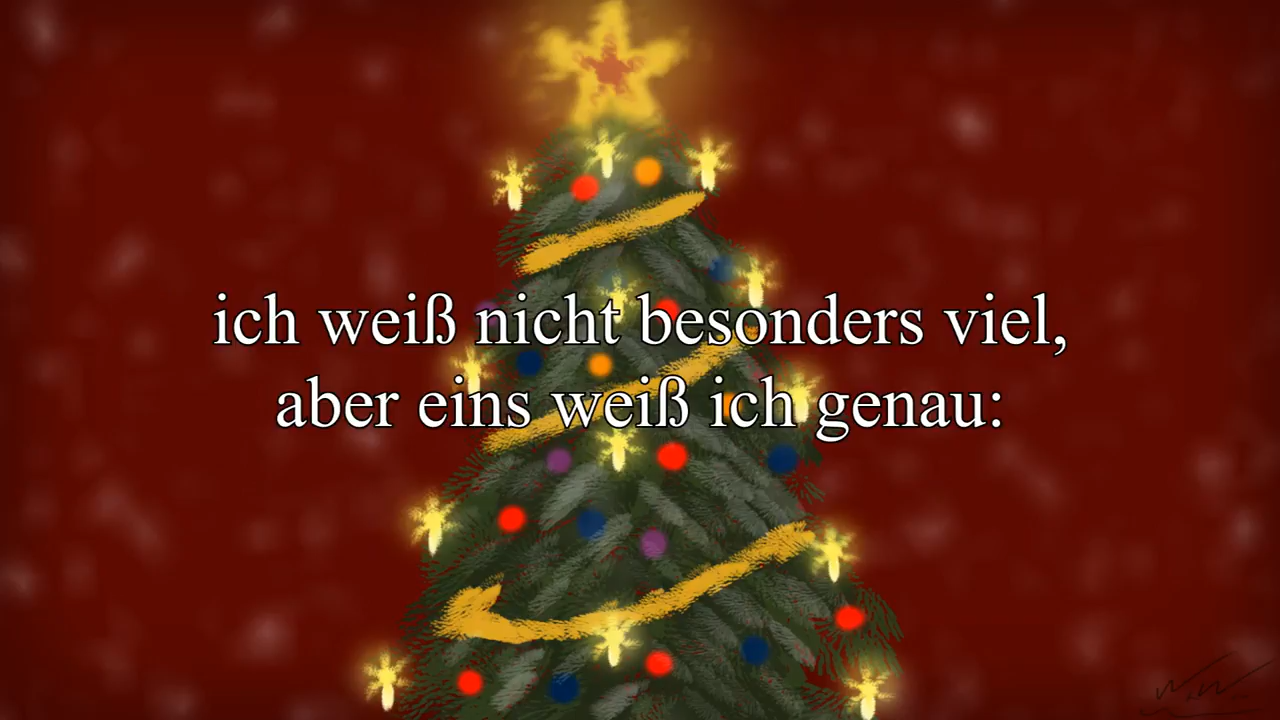 ich weiß nicht besonders viel,
aber eins weiß ich genau: